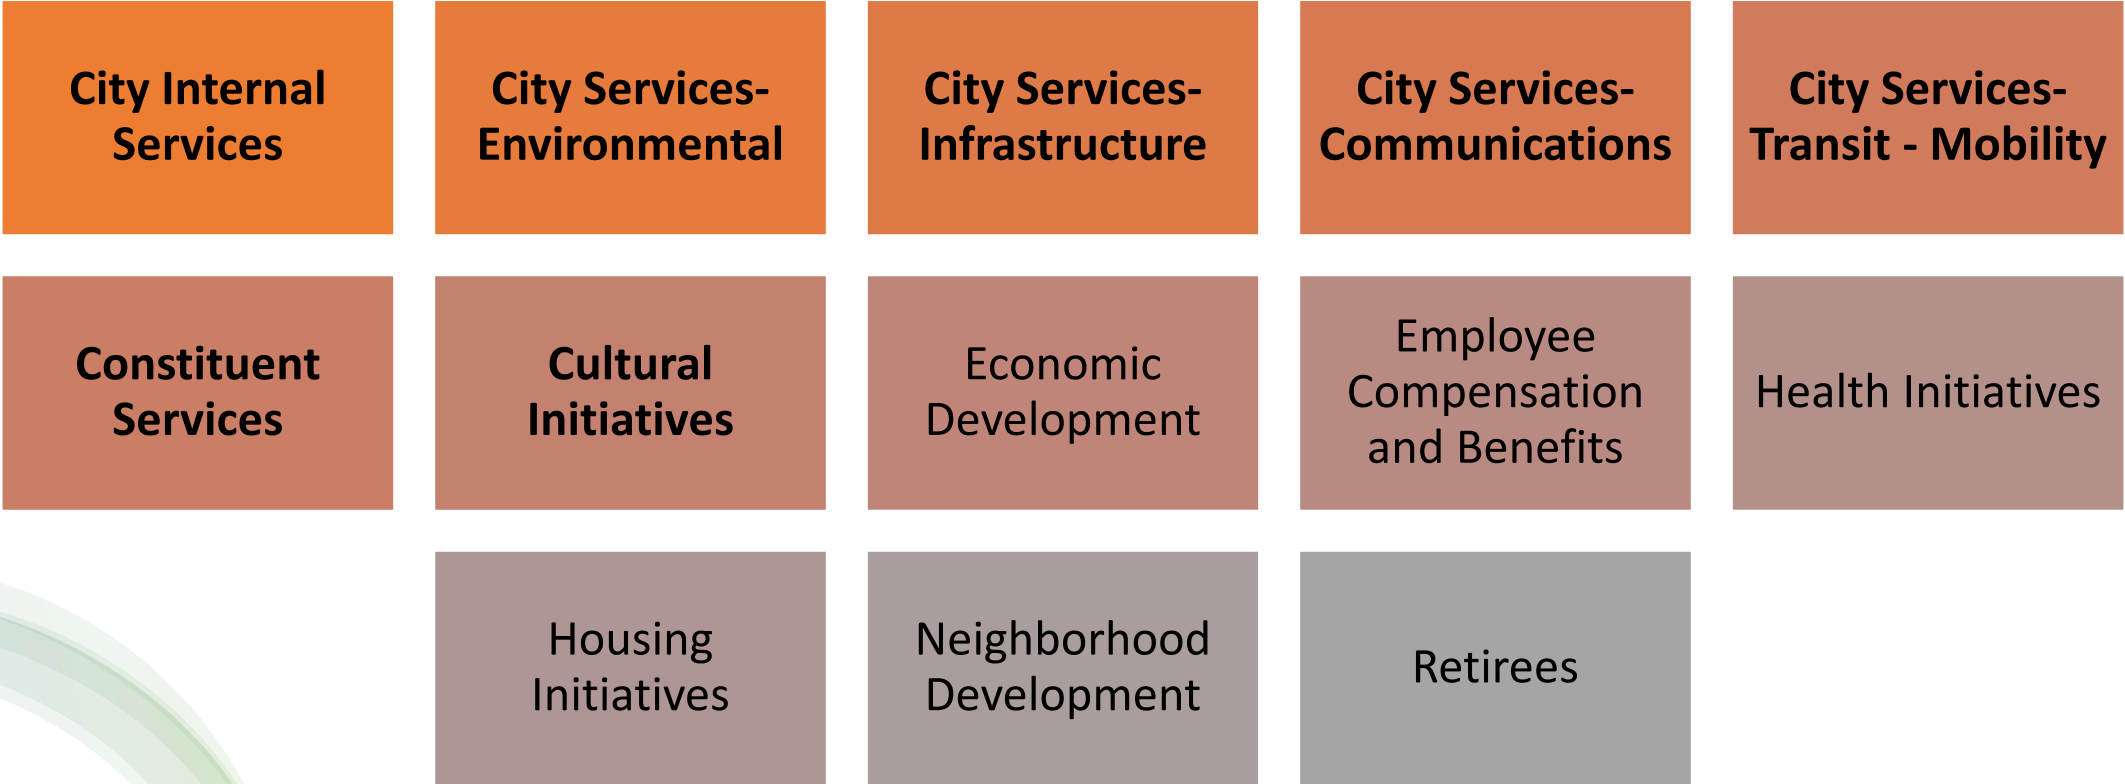 City Internal
Services
City Services-
Environmental
City Services-
Infrastructure
City Services-
Communications
City Services-
Transit - Mobility
Constituent
Services
Cultural
Initiatives
Economic
Development
Employee
Compensation
and Benefits
Health Initiatives
Housing
Initiatives
Neighborhood
Development
Retirees